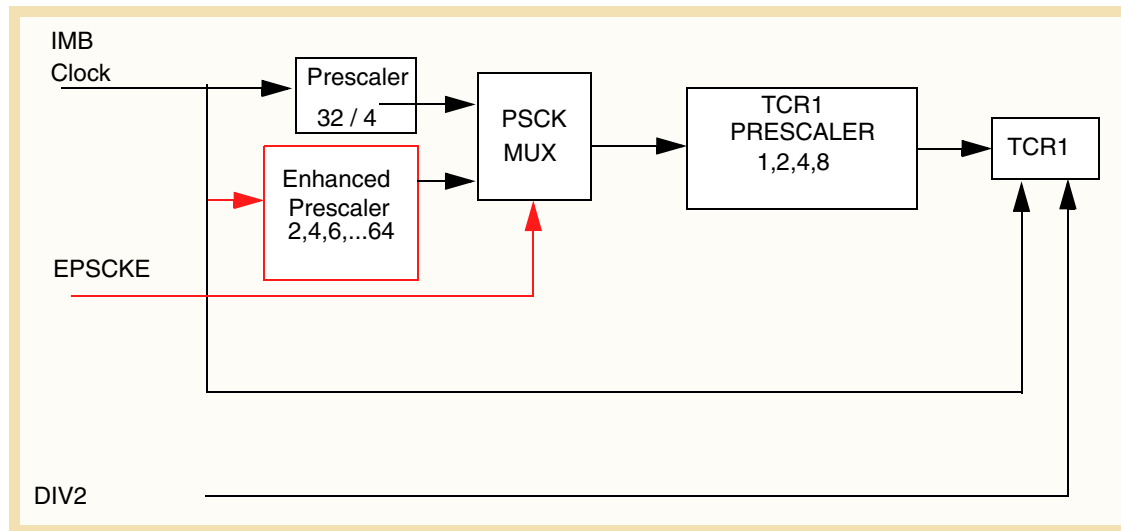 IMB
Clock
Prescaler
32 / 4
PSCK
MUX
TCR1
PRESCALER
1,2,4,8
TCR1
Enhanced
Prescaler
2,4,6,...64
EPSCKE
DIV2